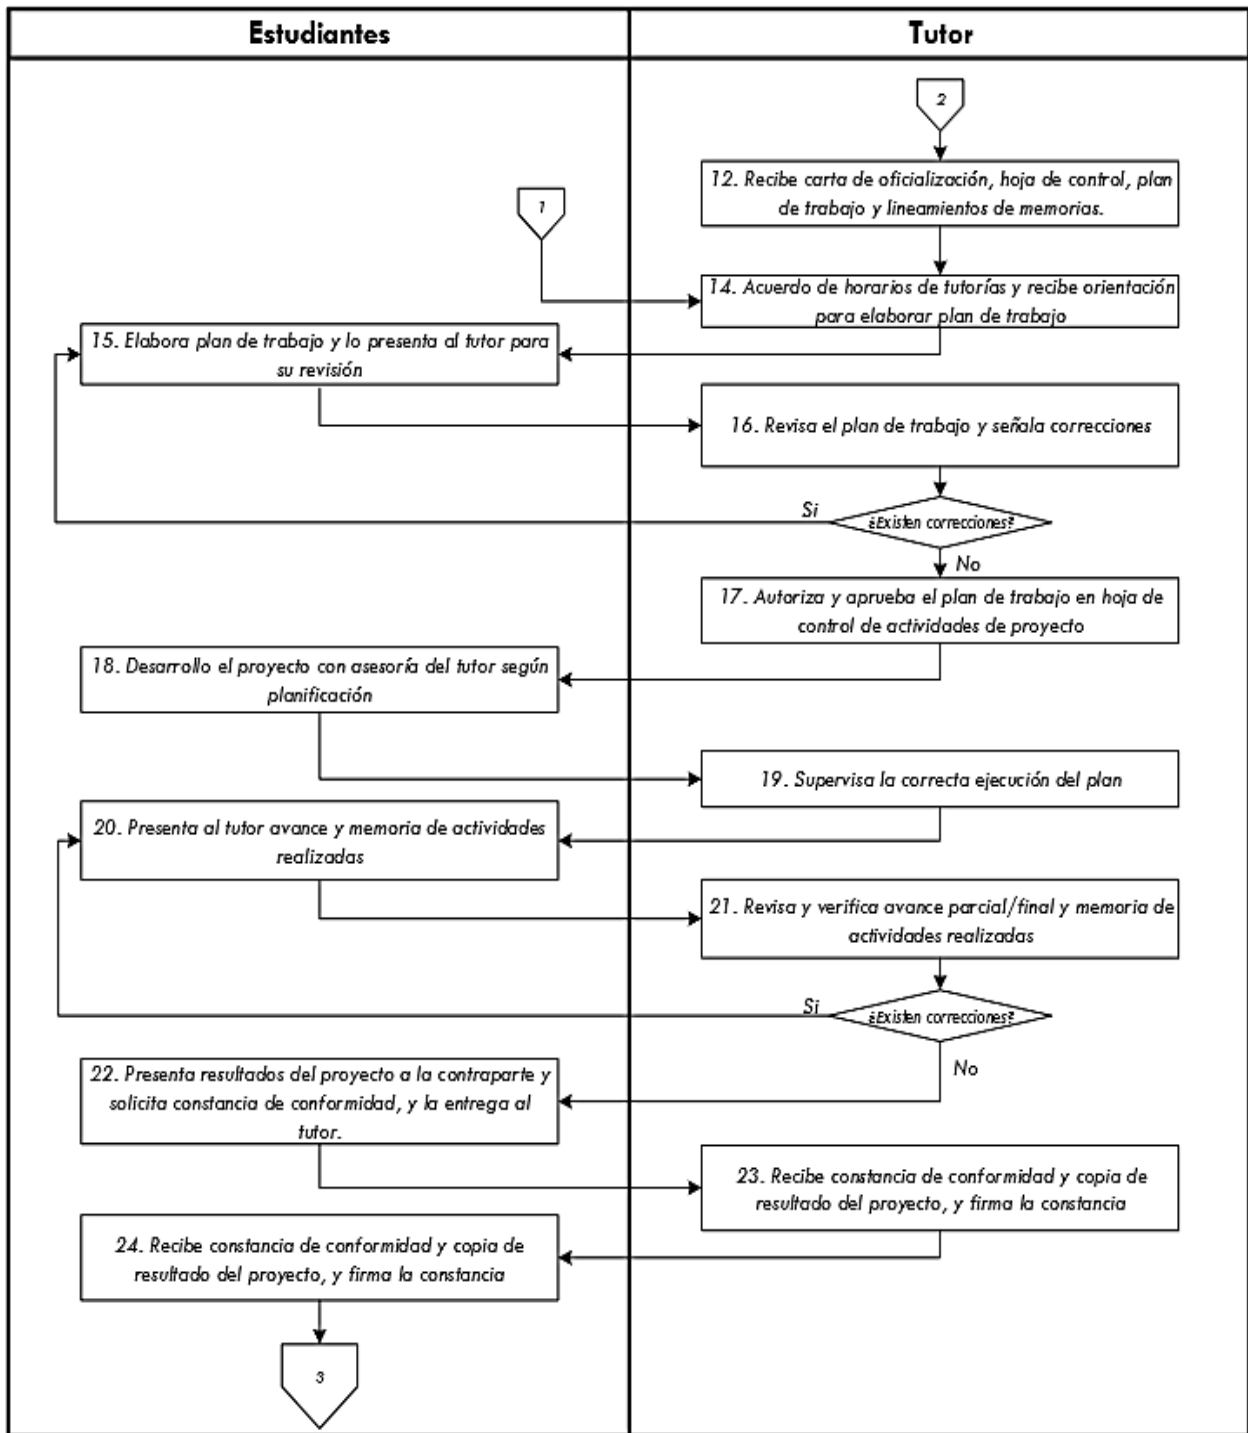 Estudiantes
Tutor
2
12. Recibe carta de oficialización, hoja de control, plan
de trabajo y lineamientos de memorias.
1
14. Acuerdo de horarios de tutorías y recibe orientación
para elaborar plan de trabajo
15. Elabora plan de trabajo y lo presenta al tutor para
su revisión
16. Revisa el plan de trabajo y señala correcciones
Si
¿Existen correcciones?
No
17. Autoriza y aprueba el plan de trabajo en hoja de
control de actividades de proyecto
18. Desarrollo el proyecto con asesoría del tutor según
planificación
19. Supervisa la correcta ejecución del plan
20. Presenta al tutor avance y memoria de actividades
realizadas
21. Revisa y verifica avance parcial/final y memoria de
actividades realizadas
Si
¿Existen correcciones?
No
22. Presenta resultados del proyecto a la contraparte y
solicita constancia de conformidad, y la entrega al
tutor.
23. Recibe constancia de conformidad y copia de
resultado del proyecto, y firma la constancia
24. Recibe constancia de conformidad y copia de
resultado del proyecto, y firma la constancia
3